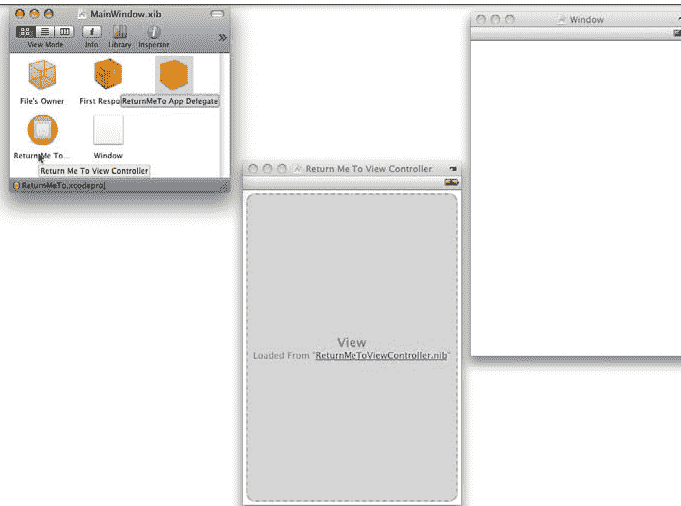 MainWindow.xib
View Mode
Info
Library
Inspector
File's Owner
First Respo
ReturnMeTo App Delegate
ReturnMe To...
Window
Return Me To View Controller
ReturnMeTo.xcodeproj
Return Me To View Controller
View
Loaded From "ReturnMeToViewController.nib"
Window